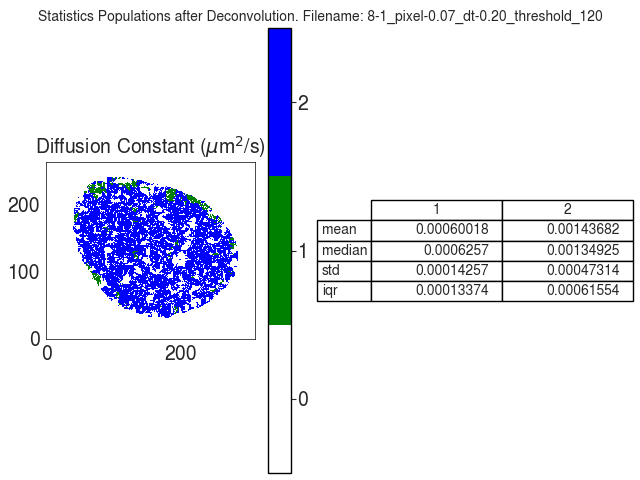 Statistics Populations after Deconvolution. Filename: 8-1_pixel-0.07_dt-0.20_threshold_120
Diffusion Constant (μm²/s)
200
100
0
0 200
2
1
0
1 2
mean 0.00060018 0.00143682
median 0.0006257 0.00134925
std 0.00014257 0.00047314
iqr 0.00013374 0.00061554